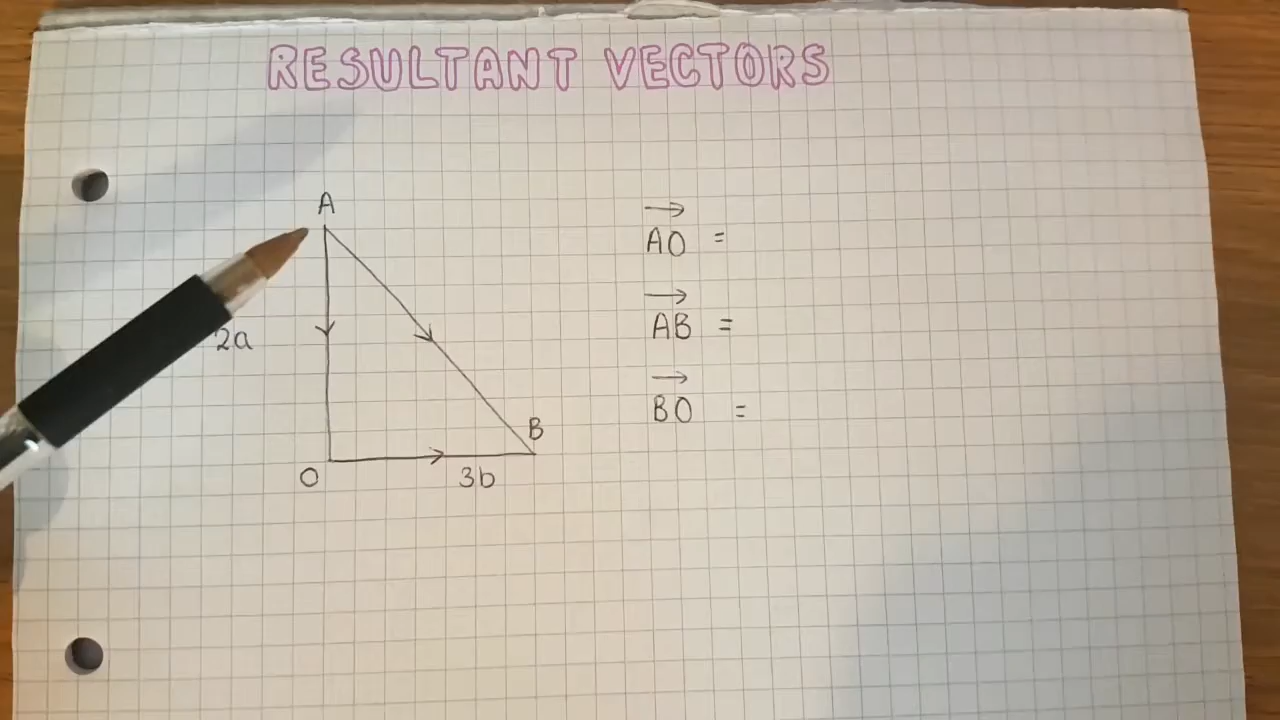 RESULTANT VECTORS
A
2a
B
O
3b
AO =
AB =
BO =